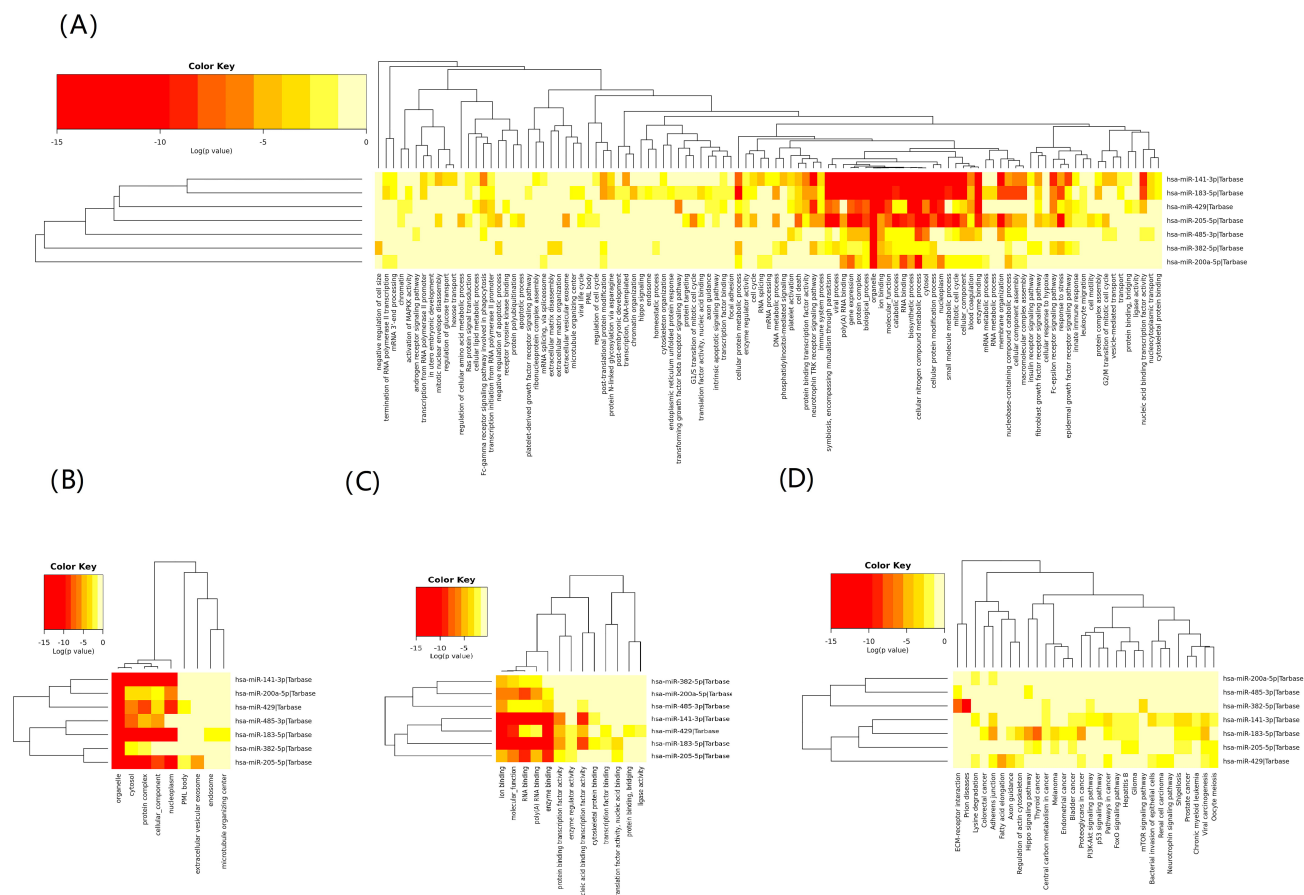 (A)
Color Key
-15
-10
-5
0
Log(p value)
hsa-miR-141-3p|Tarbase
hsa-miR-183-5p|Tarbase
hsa-miR-429|Tarbase
hsa-miR-205-5p|Tarbase
hsa-miR-485-3p|Tarbase
hsa-miR-382-5p|Tarbase
hsa-miR-200a-5p|Tarbase
negative regulation of cell size
termination of RNA polymerase II transcription
mRNA 3'-end processing
chromatin
activation of MAPK activity
androgen receptor signaling pathway
transcription from RNA polymerase II promoter
in utero embryonic development
mitotic nuclear envelope disassembly
regulation of glucose transport
hexose transport
regulation of cellular amino acid metabolic process
Ras protein signal transduction
cellular lipid metabolic process
Fc-gamma receptor signaling pathway involved in phagocytosis
transcription initiation from RNA polymerase II promoter
negative regulation of apoptotic process
receptor tyrosine kinase binding
protein polyubiquitination
apoptotic process
platelet-derived growth factor receptor signaling pathway
ribonucleoprotein complex assembly
mRNA splicing, via spliceosome
extracellular matrix disassembly
extracellular matrix organization
extracellular vesicular exosome
microtubule organizing center
viral life cycle
PML body
regulation of cell cycle
post-translational protein modification
protein N-linked glycosylation via asparagine
post-embryonic development
transcription, DNA-templated
chromatin organization
hippo signaling
endosome
homeostatic process
cytoskeleton organization
endoplasmic reticulum unfolded protein response
transforming growth factor beta receptor signaling pathway
protein targeting
G1/S transition of mitotic cell cycle
translation factor activity, nucleic acid binding
axon guidance
intrinsic apoptotic signaling pathway
transcription factor binding
focal adhesion
cellular protein metabolic process
enzyme regulator activity
cell cycle
RNA splicing
mRNA processing
DNA metabolic process
phosphatidylinositol-mediated signaling
platelet activation
cell death
protein binding transcription factor activity
neurotrophin TRK receptor signaling pathway
immune system process
symbiosis, encompassing mutualism through parasitism
viral process
poly(A) RNA binding
gene expression
protein complex
biological_process
organelle
ion binding
molecular_function
catabolic process
RNA binding
biosynthetic process
cellular nitrogen compound metabolic process
cytosol
cellular protein modification process
nucleoplasm
small molecule metabolic process
mitotic cell cycle
cellular_component
blood coagulation
enzyme binding
mRNA metabolic process
RNA metabolic process
membrane organization
nucleobase-containing compound catabolic process
cellular component assembly
macromolecular complex assembly
insulin receptor signaling pathway
fibroblast growth factor receptor signaling pathway
cellular response to hypoxia
Fc-epsilon receptor signaling pathway
response to stress
epidermal growth factor receptor signaling pathway
innate immune response
leukocyte migration
cell motility
protein complex assembly
G2/M transition of mitotic cell cycle
vesicle-mediated transport
transport
protein binding, bridging
ligase activity
nucleic acid binding transcription factor activity
nucleocytoplasmic transport
cytoskeletal protein binding
(B)
Color Key
-15
-10
-5
0
Log(p value)
hsa-miR-141-3p|Tarbase
hsa-miR-200a-5p|Tarbase
hsa-miR-429|Tarbase
hsa-miR-485-3p|Tarbase
hsa-miR-183-5p|Tarbase
hsa-miR-382-5p|Tarbase
hsa-miR-205-5p|Tarbase
organelle
cytosol
protein complex
cellular_component
nucleoplasm
PML body
extracellular vesicular exosome
endosome
microtubule organizing center
(C)
Color Key
-15
-10
-5
Log(p value)
hsa-miR-382-5p|Tarbase
hsa-miR-200a-5p|Tarbase
hsa-miR-485-3p|Tarbase
hsa-miR-141-3p|Tarbase
hsa-miR-429|Tarbase
hsa-miR-183-5p|Tarbase
hsa-miR-205-5p|Tarbase
ion binding
molecular_function
RNA binding
poly(A) RNA binding
enzyme binding
protein binding transcription factor activity
enzyme regulator activity
cleic acid binding transcription factor activity
cytoskeletal protein binding
transcription factor binding
translation factor activity, nucleic acid binding
protein binding, bridging
ligase activity
(D)
Color Key
-15
-10
-5
0
Log(p value)
hsa-miR-200a-5p|Tarbase
hsa-miR-485-3p|Tarbase
hsa-miR-382-5p|Tarbase
hsa-miR-141-3p|Tarbase
hsa-miR-183-5p|Tarbase
hsa-miR-205-5p|Tarbase
hsa-miR-429|Tarbase
ECM-receptor interaction
Prion diseases
Lysine degradation
Colorectal cancer
Adherens junction
Fatty acid elongation
Axon guidance
Regulation of actin cytoskeleton
Hippo signaling pathway
Thyroid cancer
Central carbon metabolism in cancer
Melanoma
Endometrial cancer
Bladder cancer
Proteoglycans in cancer
PI3K-Akt signaling pathway
p53 signaling pathway
Pathways in cancer
FoxO signaling pathway
Hepatitis B
Glioma
mTOR signaling pathway
Bacterial invasion of epithelial cells
Renal cell carcinoma
Neurotrophin signaling pathway
Shigellosis
Prostate cancer
Chronic myeloid leukemia
Viral carcinogenesis
Oocyte meiosis